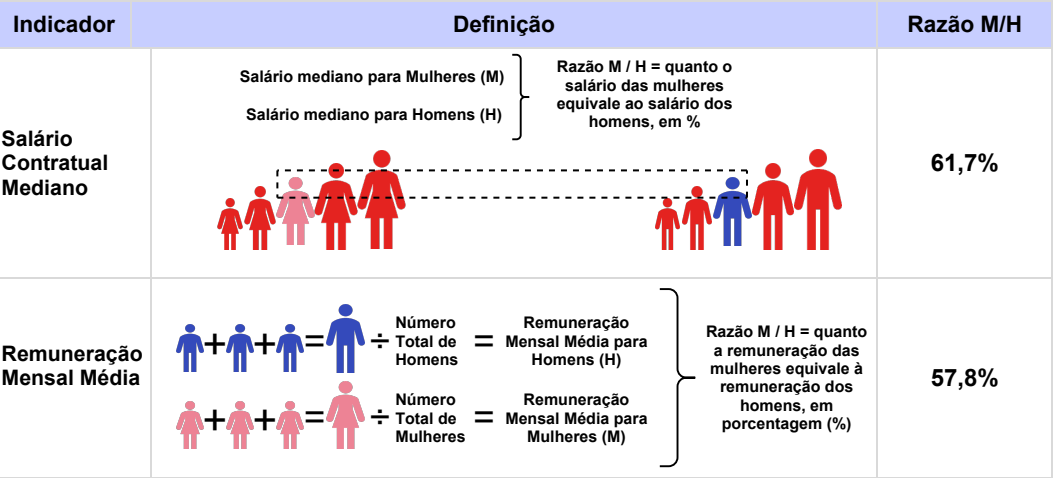 Indicador
Definição
Razão M/H
Salário
Contratual
Mediano
Salário mediano para Mulheres (M)
Salário mediano para Homens (H)
Razão M / H = quanto o
salário das mulheres
equivale ao salário dos
homens, em %
61,7%
Remuneração
Mensal Média
+ + = ÷
Número
Total de
Homens
=
Remuneração
Mensal Média para
Homens (H)
+ + = ÷
Número
Total de
Mulheres
=
Remuneração
Mensal Média para
Mulheres (M)
Razão M / H = quanto
a remuneração das
mulheres equivale à
remuneração dos
homens, em
porcentagem (%)
57,8%